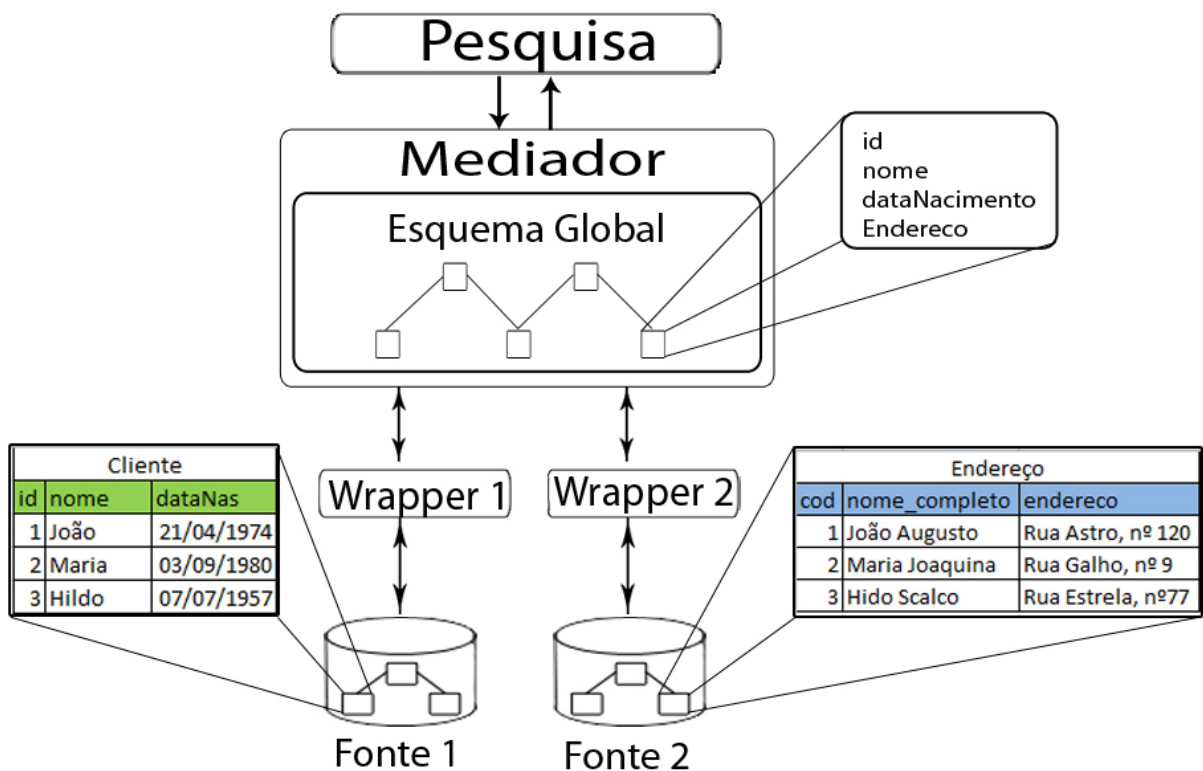 Pesquisa
Mediador
Esquema Global
id
nome
dataNacimento
Endereco
Cliente
id nome dataNas
1 João 21/04/1974
2 Maria 03/09/1980
3 Hildo 07/07/1957
Wrapper 1
Wrapper 2
Endereço
cod nome_completo endereco
1 João Augusto Rua Astro, nº 120
2 Maria Joaquina Rua Galho, nº 9
3 Hido Scalco Rua Estrela, nº77
Fonte 1
Fonte 2